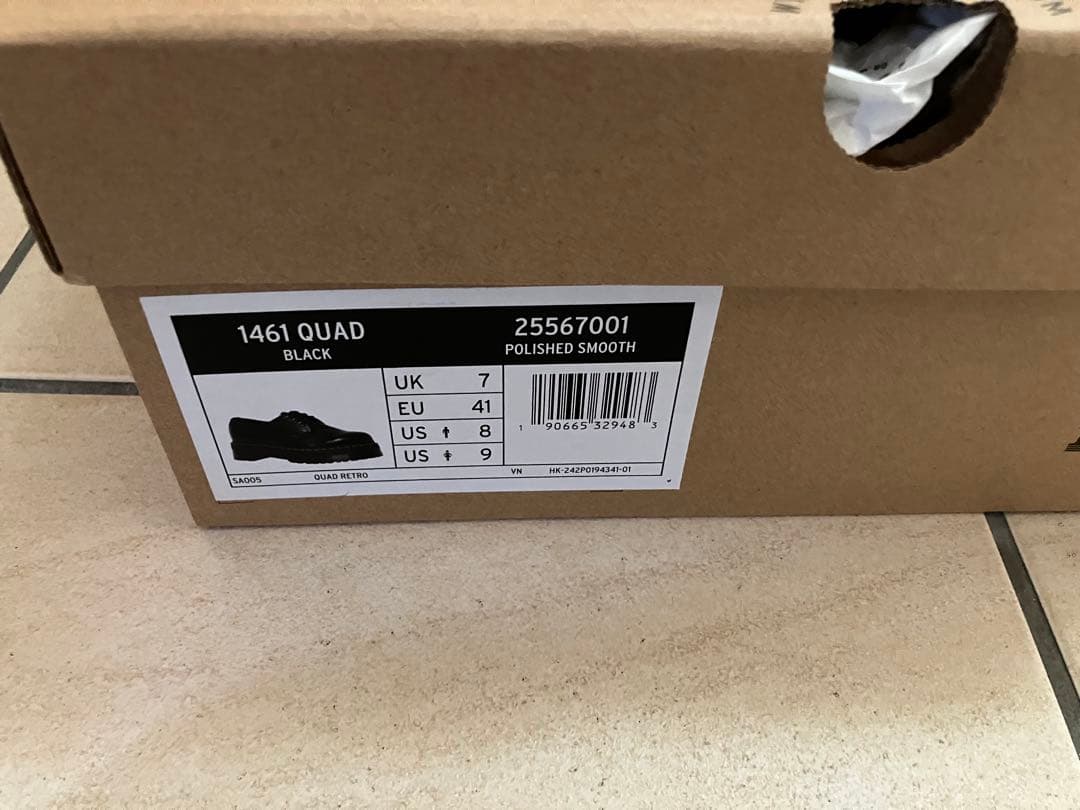 1461 QUAD
BLACK
25567001
POLISHED SMOOTH
UK 7
EU 41
US 8
US 9
1 90665 32948 3
SA005
QUAD RETRO
VN
HK-242P0194341-01